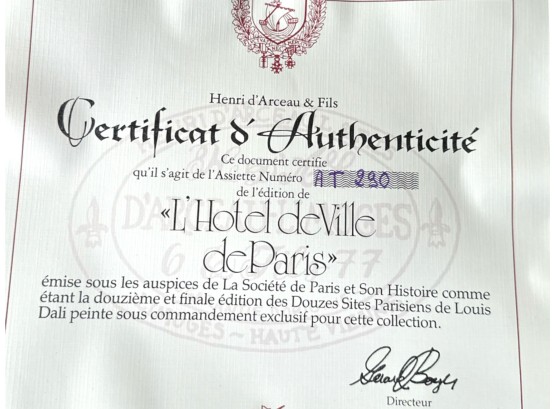 Henri d'Arceau & Fils
Certificat d'Authenticité
Ce document certifie
qu'il s'agit de l'Assiette Numéro AT 290
de l'édition de
«L'Hotel de Ville
de Paris»
émise sous les auspices de La Société de Paris et Son Histoire comme
étant la douzième et finale édition des Douzes Sites Parisiens de Louis
Dali peinte sous commandement exclusif pour cette collection.
Directeur